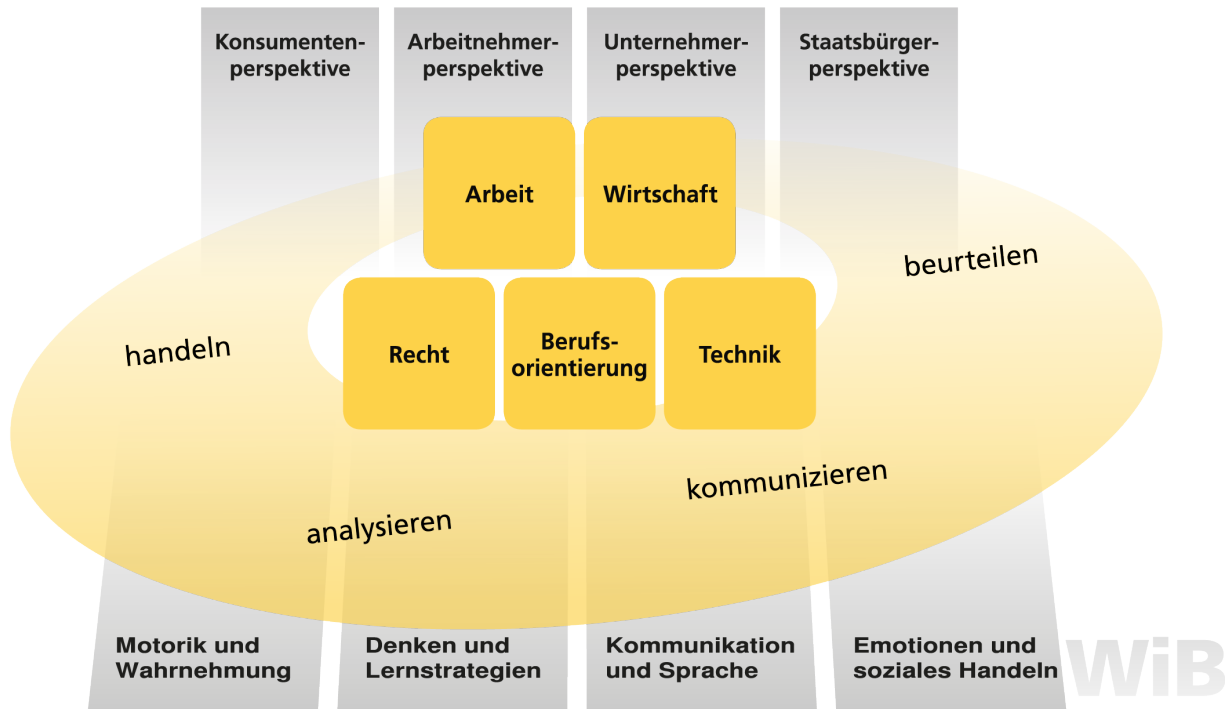 Konsumenten-
perspektive
Arbeitnehmer-
perspektive
Unternehmer-
perspektive
Staatsbürger-
perspektive
Arbeit
Wirtschaft
beurteilen
handeln
Recht
Berufs-
orientierung
Technik
kommunizieren
analysieren
Motorik und
Wahrnehmung
Denken und
Lernstrategien
Kommunikation
und Sprache
Emotionen und
soziales Handeln
WiB